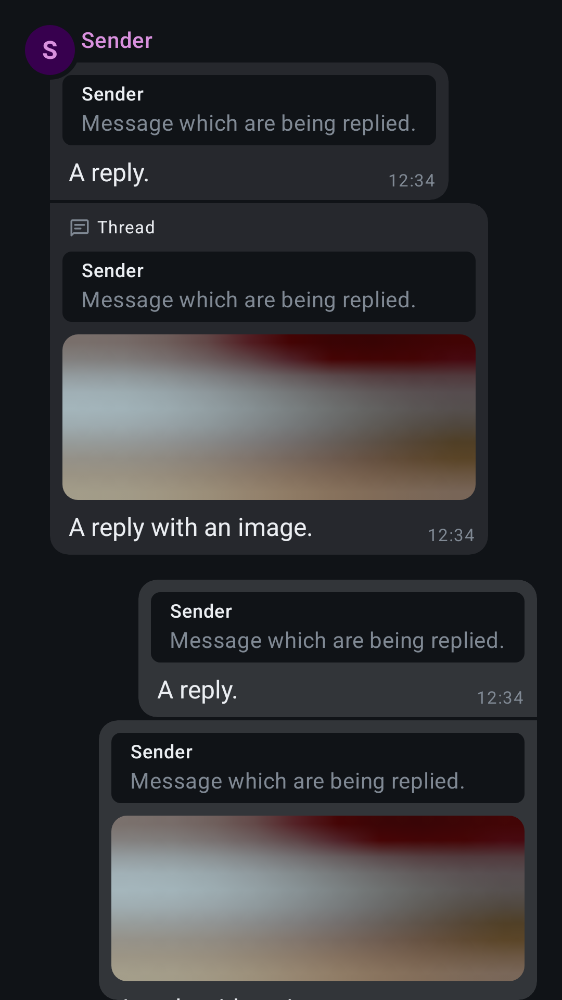 S
Sender
Sender
Message which are being replied.
A reply.
12:34
Thread
Sender
Message which are being replied.
A reply with an image.
12:34
Sender
Message which are being replied.
A reply.
12:34
Sender
Message which are being replied.